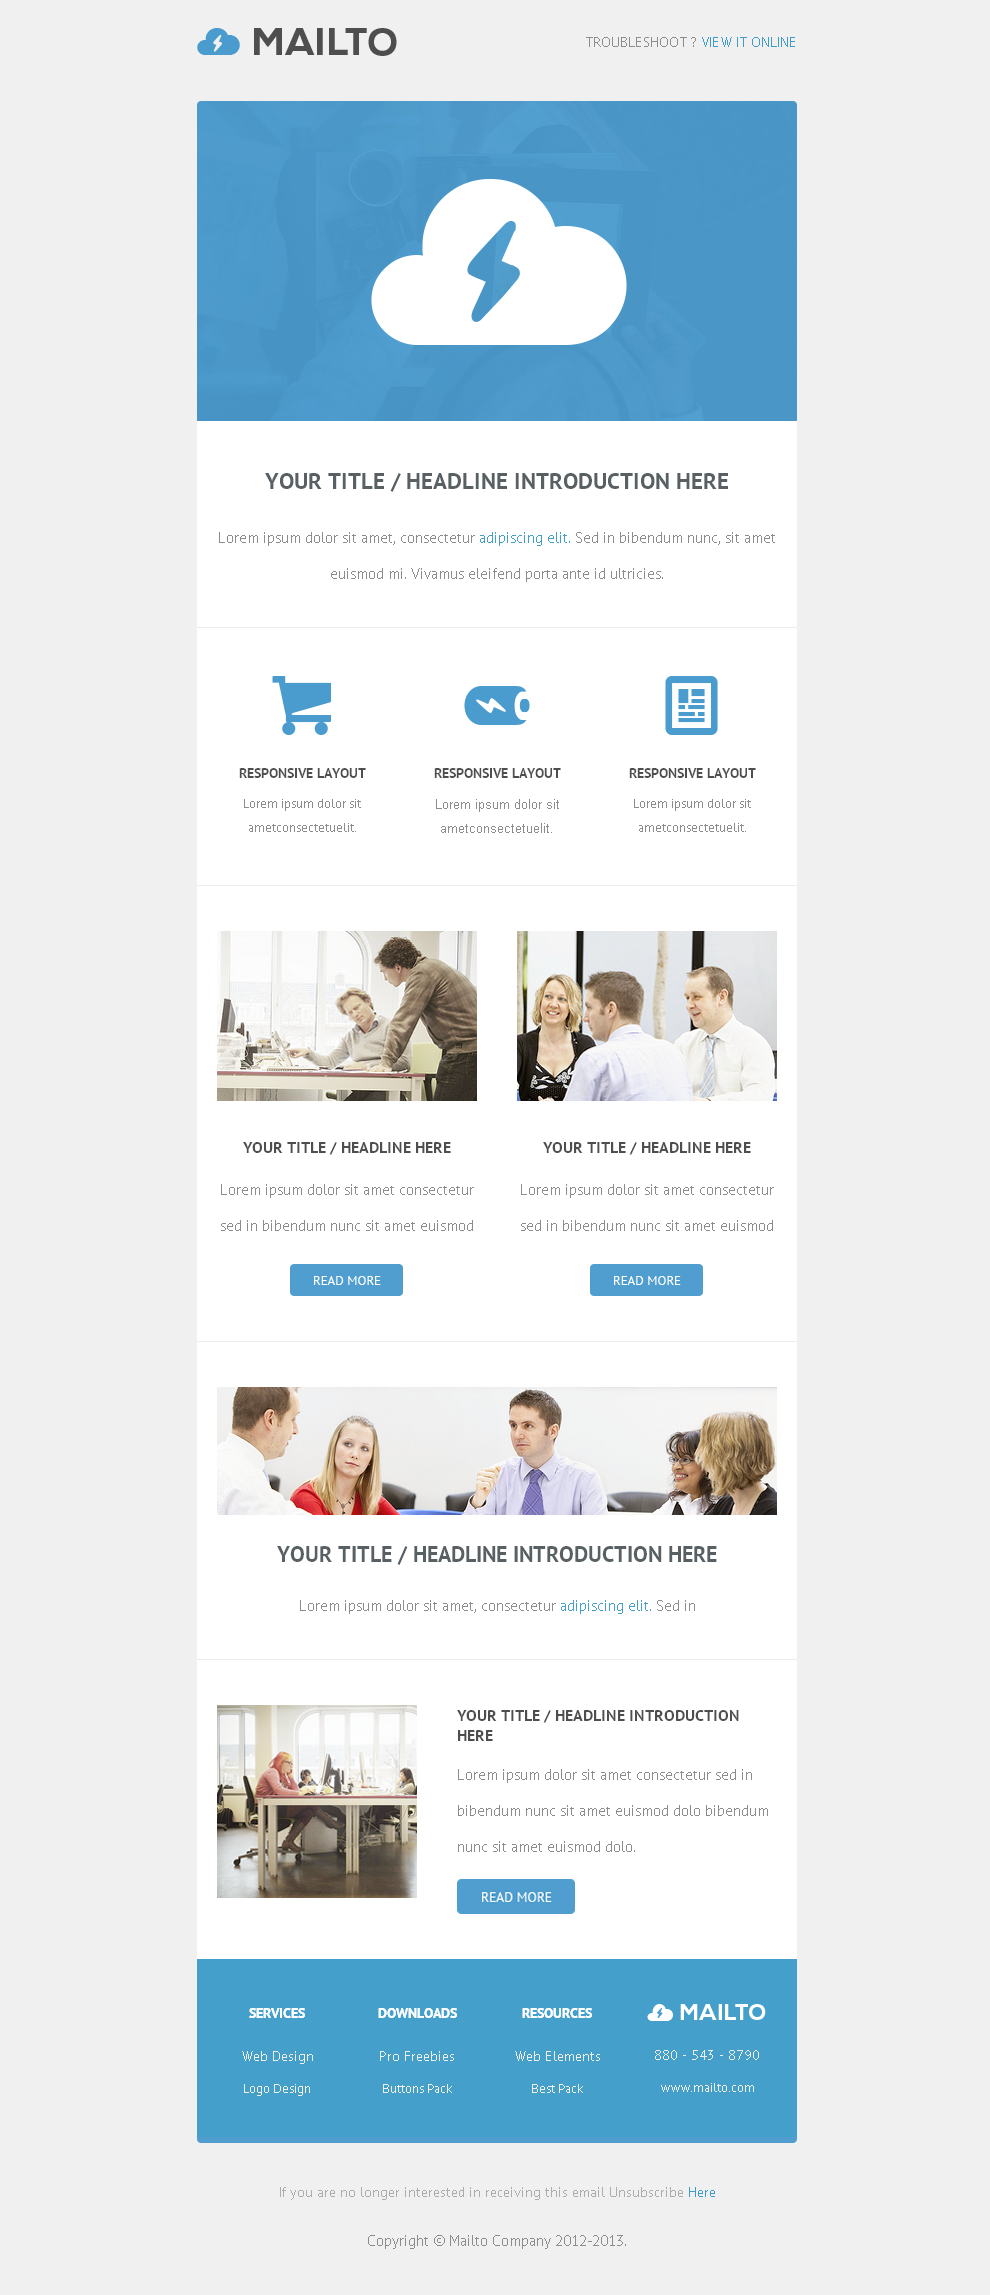 MAILTO
TROUBLESHOOT ? VIEW IT ONLINE
YOUR TITLE / HEADLINE INTRODUCTION HERE
Lorem ipsum dolor sit amet, consectetur adipiscing elit. Sed in bibendum nunc, sit amet
euismod mi. Vivamus eleifend porta ante id ultricies.
RESPONSIVE LAYOUT
Lorem ipsum dolor sit
ametconsectetuelit.
RESPONSIVE LAYOUT
Lorem ipsum dolor sit
ametconsectetuelit.
RESPONSIVE LAYOUT
Lorem ipsum dolor sit
ametconsectetuelit.
YOUR TITLE / HEADLINE HERE
Lorem ipsum dolor sit amet consectetur
sed in bibendum nunc sit amet euismod
READ MORE
YOUR TITLE / HEADLINE HERE
Lorem ipsum dolor sit amet consectetur
sed in bibendum nunc sit amet euismod
READ MORE
YOUR TITLE / HEADLINE INTRODUCTION HERE
Lorem ipsum dolor sit amet, consectetur adipiscing elit. Sed in
YOUR TITLE / HEADLINE INTRODUCTION
HERE
Lorem ipsum dolor sit amet consectetur sed in
bibendum nunc sit amet euismod dolo bibendum
nunc sit amet euismod dolo.
READ MORE
SERVICES
Web Design
Logo Design
DOWNLOADS
Pro Freebies
Buttons Pack
RESOURCES
Web Elements
Best Pack
MAILTO
880 - 543 - 8790
www.mailto.com
If you are no longer interested in receiving this email Unsubscribe Here
Copyright © Mailto Company 2012-2013.